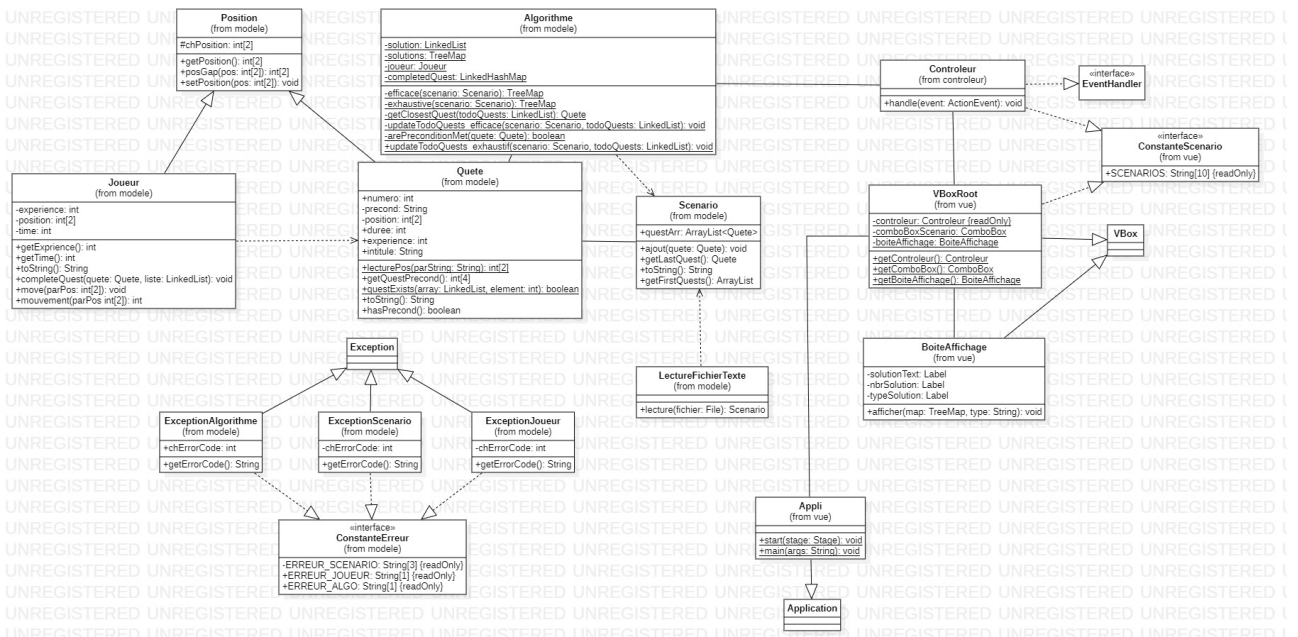 Position
(from modele)
#chPosition: int[2]
+getPosition(): int[2]
+posGap(pos: int[2]): int[2]
+setPosition(pos: int[2]): void
Algorithme
(from modele)
-solution: LinkedList
-solutions: TreeMap
-joueur: Joueur
-completedQuest: LinkedHashMap
-efficace(scenario: Scenario): TreeMap
-exhaustive(scenario: Scenario): TreeMap
-getClosestQuest(todoQuests: LinkedList): Quete
-updateTodoQuests_efficace(scenario: Scenario, todoQuests: LinkedList): void
-arePreconditionMet(quete: Quete): boolean
+updateTodoQuests_exhaustif(scenario: Scenario, todoQuests: LinkedList): void
Controleur
(from controleur)
+handle(event: ActionEvent): void
«interface»
EventHandler
«interface»
ConstanteScenario
(from vue)
+SCENARIOS: String[10] {readOnly}
Joueur
(from modele)
-experience: int
-position: int[2]
-time: int
+getExprience(): int
+getTime(): int
+toString(): String
+completeQuest(quete: Quete, liste: LinkedList): void
+move(parPos: int[2]): void
+mouvement(parPos int[2]): int
Quete
(from modele)
+numero: int
-precond: String
-position: int[2]
+duree: int
+experience: int
+intitule: String
+lecturePos(parString: String): int[2]
+getQuestPrecond(): int[4]
+questExists(array: LinkedList, element: int): boolean
+toString(): String
+hasPrecond(): boolean
Scenario
(from modele)
+questArr: ArrayList<Quete>
+ajout(quete: Quete): void
+getLastQuest(): Quete
+toString(): String
+getFirstQuests(): ArrayList
VBoxRoot
(from vue)
-controleur: Controleur {readOnly}
-comboBoxScenario: ComboBox
-boiteAffichage: BoiteAffichage
+getControleur(): Controleur
+getComboBox(): ComboBox
+getBoiteAffichage(): BoiteAffichage
VBox
Exception
LectureFichierTexte
(from modele)
+lecture(fichier: File): Scenario
BoiteAffichage
(from vue)
-solutionText: Label
-nbrSolution: Label
-typeSolution: Label
+afficher(map: TreeMap, type: String): void
ExceptionAlgorithme
(from modele)
+chErrorCode: int
+getErrorCode(): String
ExceptionScenario
(from modele)
-chErrorCode: int
+getErrorCode(): String
ExceptionJoueur
(from modele)
-chErrorCode: int
+getErrorCode(): String
«interface»
ConstanteErreur
(from modele)
-ERREUR_SCENARIO: String[3] {readOnly}
+ERREUR_JOUEUR: String[1] {readOnly}
+ERREUR_ALGO: String[1] {readOnly}
Appli
(from vue)
+start(stage: Stage): void
+main(args: String): void
Application